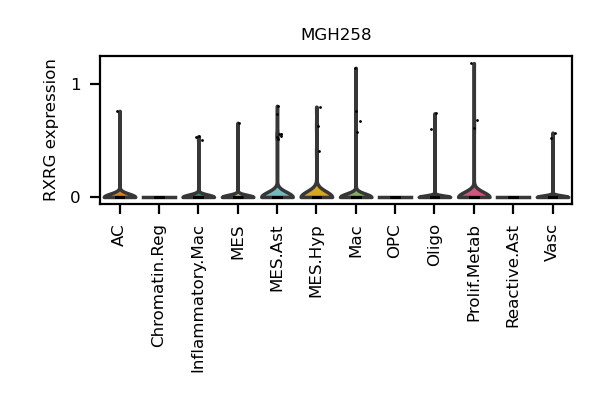 MGH258
RXRG expression
1
0
AC
Chromatin.Reg
Inflammatory.Mac
MES
MES.Ast
MES.Hyp
Mac
OPC
Oligo
Prolif.Metab
Reactive.Ast
Vasc